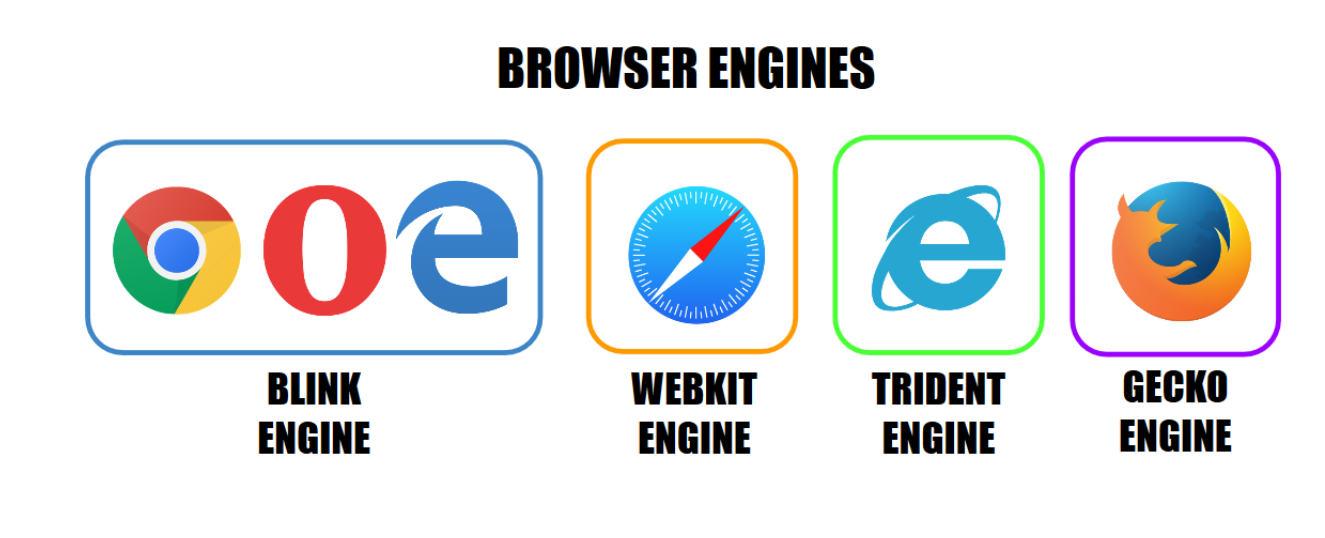 BROWSER ENGINES
BLINK
ENGINE
WEBKIT
ENGINE
TRIDENT
ENGINE
GECKO
ENGINE